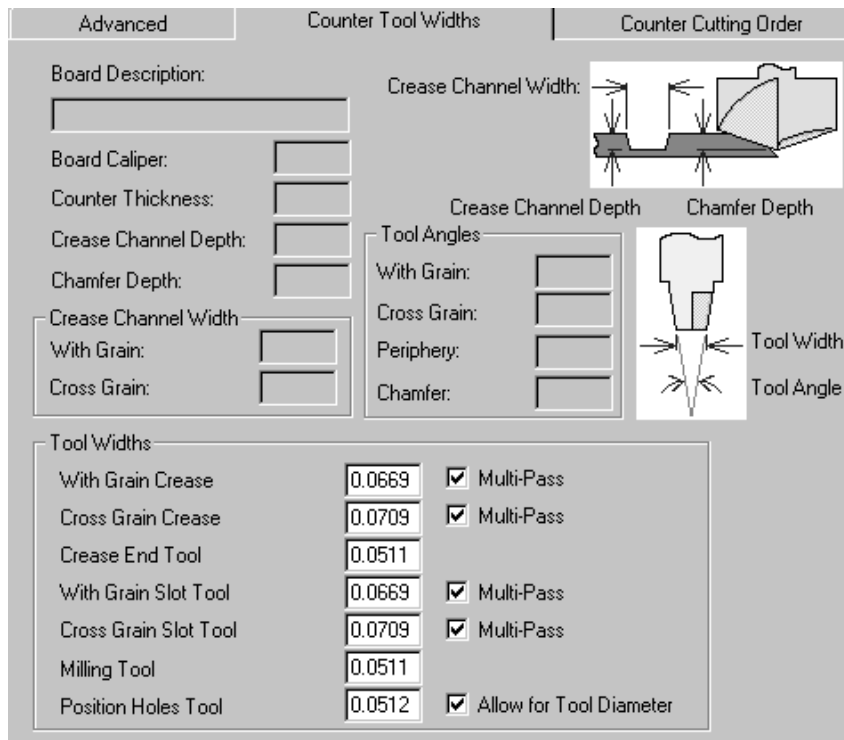 Advanced
Counter Tool Widths
Counter Cutting Order
Board Description:
Crease Channel Width:
Board Caliper:
Counter Thickness:
Crease Channel Depth:
Chamfer Depth:
Crease Channel Depth
Chamfer Depth
Crease Channel Width
With Grain:
Cross Grain:
Tool Angles
With Grain:
Cross Grain:
Periphery:
Chamfer:
Tool Width
Tool Angle
Tool Widths
With Grain Crease 0.0669 Multi-Pass
Cross Grain Crease 0.0709 Multi-Pass
Crease End Tool 0.0511
With Grain Slot Tool 0.0669 Multi-Pass
Cross Grain Slot Tool 0.0709 Multi-Pass
Milling Tool 0.0511
Position Holes Tool 0.0512 Allow for Tool Diameter